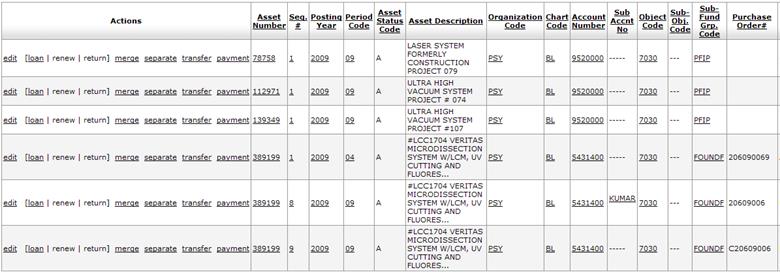 Actions Asset Number Seq. # Posting Year Period Code Asset Status Code Asset Description Organization Code Chart Code Account Number Sub Accnt No Object Code Sub-Obj. Code Sub-Fund Grp. Code Purchase Order#
edit [loan | renew | return] merge separate transfer payment 78758 1 2009 09 A LASER SYSTEM FORMERLY CONSTRUCTION PROJECT 079 PSY BL 9520000 ----- 7030 --- PFIP
edit [loan | renew | return] merge separate transfer payment 112971 1 2009 09 A ULTRA HIGH VACUUM SYSTEM PROJECT # 074 PSY BL 9520000 ----- 7030 --- PFIP
edit [loan | renew | return] merge separate transfer payment 139349 1 2009 09 A ULTRA HIGH VACUUM SYSTEM PROJECT #107 PSY BL 9520000 ----- 7030 --- PFIP
edit [loan | renew | return] merge separate transfer payment 389199 1 2009 04 A #LCC1704 VERITAS MICRODISSECTION SYSTEM W/LCM, UV CUTTING AND FLUORES... PSY BL 5431400 ----- 7030 --- FOUNDF 206090069
edit [loan | renew | return] merge separate transfer payment 389199 8 2009 09 A #LCC1704 VERITAS MICRODISSECTION SYSTEM W/LCM, UV CUTTING AND FLUORES... PSY BL 5431400 KUMAR 7030 --- FOUNDF 20609006
edit [loan | renew | return] merge separate transfer payment 389199 9 2009 09 A #LCC1704 VERITAS MICRODISSECTION SYSTEM W/LCM, UV CUTTING AND FLUORES... PSY BL 5431400 ----- 7030 --- FOUNDF C20609006